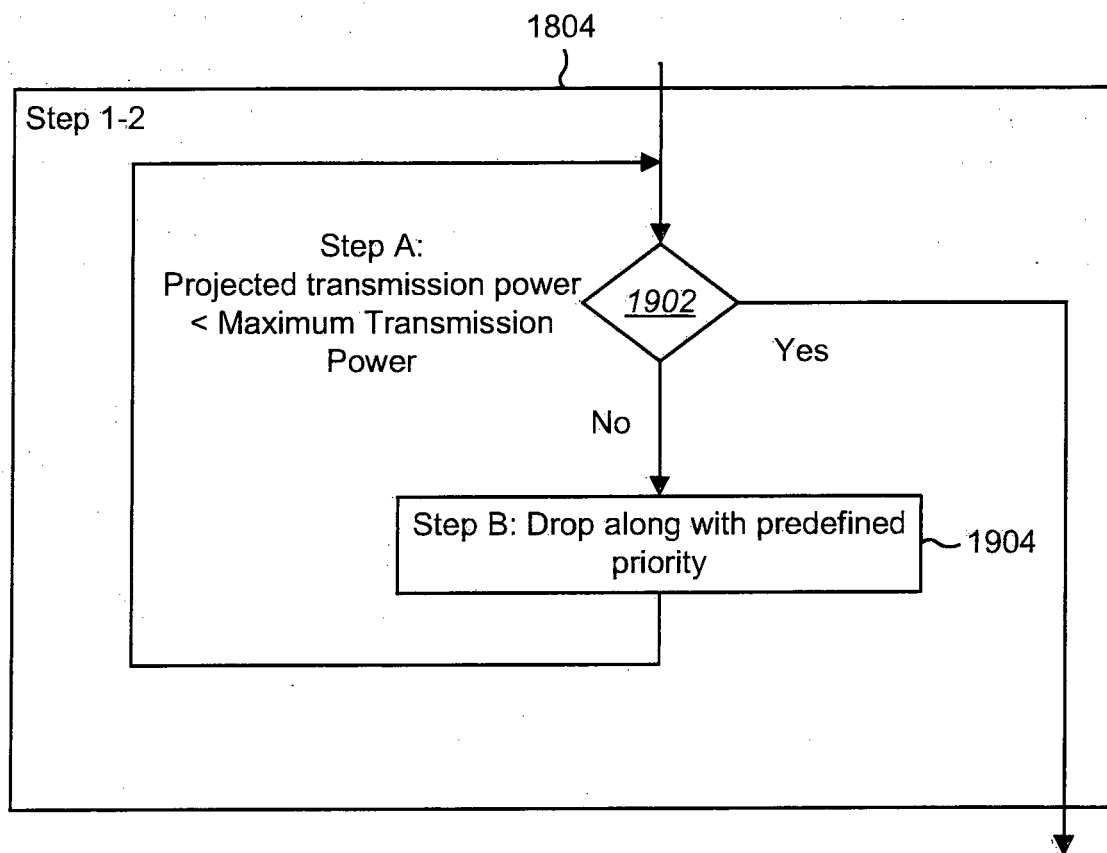 1804
Step 1-2
Step A:
Projected transmission power
< Maximum Transmission
Power
1902
Yes
No
Step B: Drop along with predefined
priority
1904